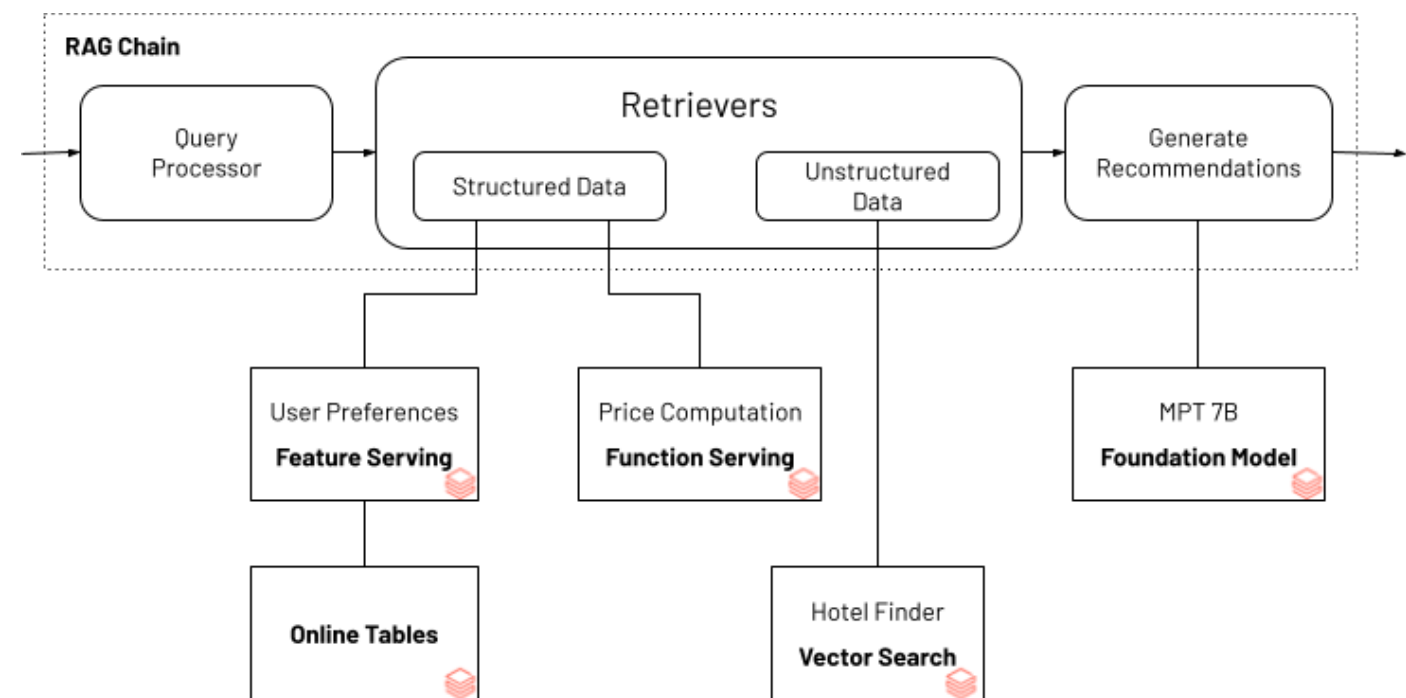 RAG Chain
Query
Processor
Retrievers
Structured Data
Unstructured
Data
Generate
Recommendations
User Preferences
Feature Serving
Price Computation
Function Serving
MPT 7B
Foundation Model
Online Tables
Hotel Finder
Vector Search